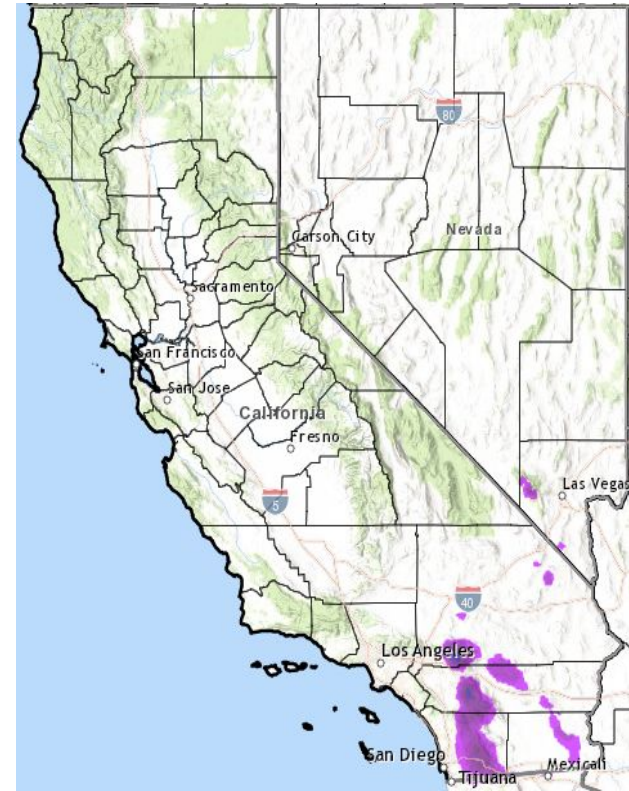 80
Carson City
Nevada
Sacramento
San Francisco
San Jose
California
Fresno
Las Vegas
5
40
Los Angeles
San Diego
Mexicali
Tijuana